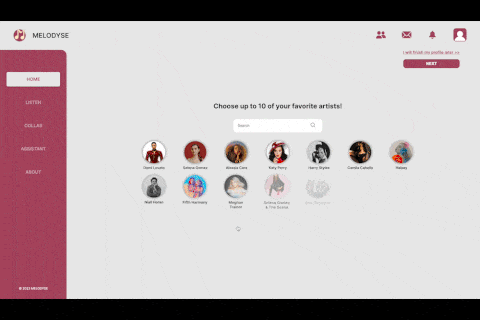 MELODYSE
I will finish my profile later >>
NEXT
HOME
LISTEN
COLLAB
ASSISTANT
ABOUT
Choose up to 10 of your favorite artists!
Search
Demi Lovato
Selena Gomez
Alessia Cara
Katy Perry
Harry Styles
Camila Cabello
Halsey
Niall Horan
Fifth Harmony
Meghan
Trainor
Selena Gomez
& The Scene
© 2023 MELODYSE